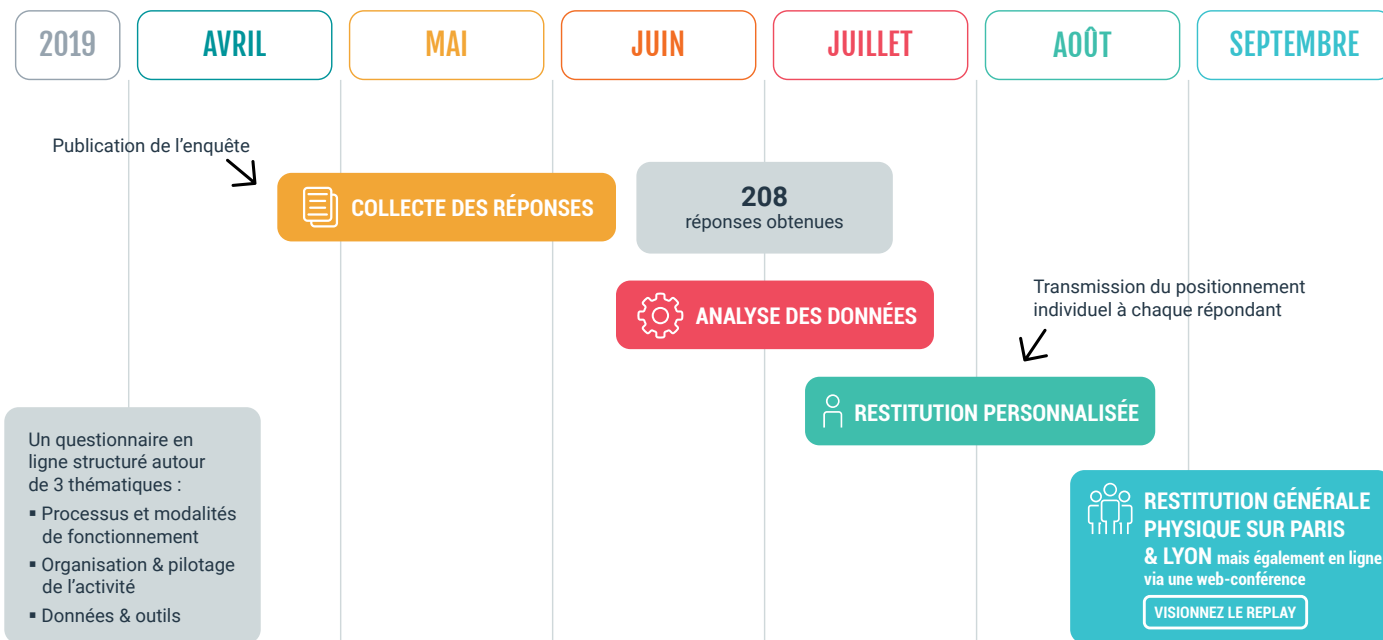 2019
AVRIL
MAI
JUIN
JUILLET
AOÛT
SEPTEMBRE
Publication de l’enquête
COLLECTE DES RÉPONSES
208
réponses obtenues
ANALYSE DES DONNÉES
Transmission du positionnement
individuel à chaque répondant
RESTITUTION PERSONNALISÉE
Un questionnaire en
ligne structuré autour
de 3 thématiques :
▪ Processus et modalités
de fonctionnement
▪ Organisation & pilotage
de l’activité
▪ Données & outils
RESTITUTION GÉNÉRALE
PHYSIQUE SUR PARIS
& LYON mais également en ligne
via une web-conférence
VISIONNEZ LE REPLAY